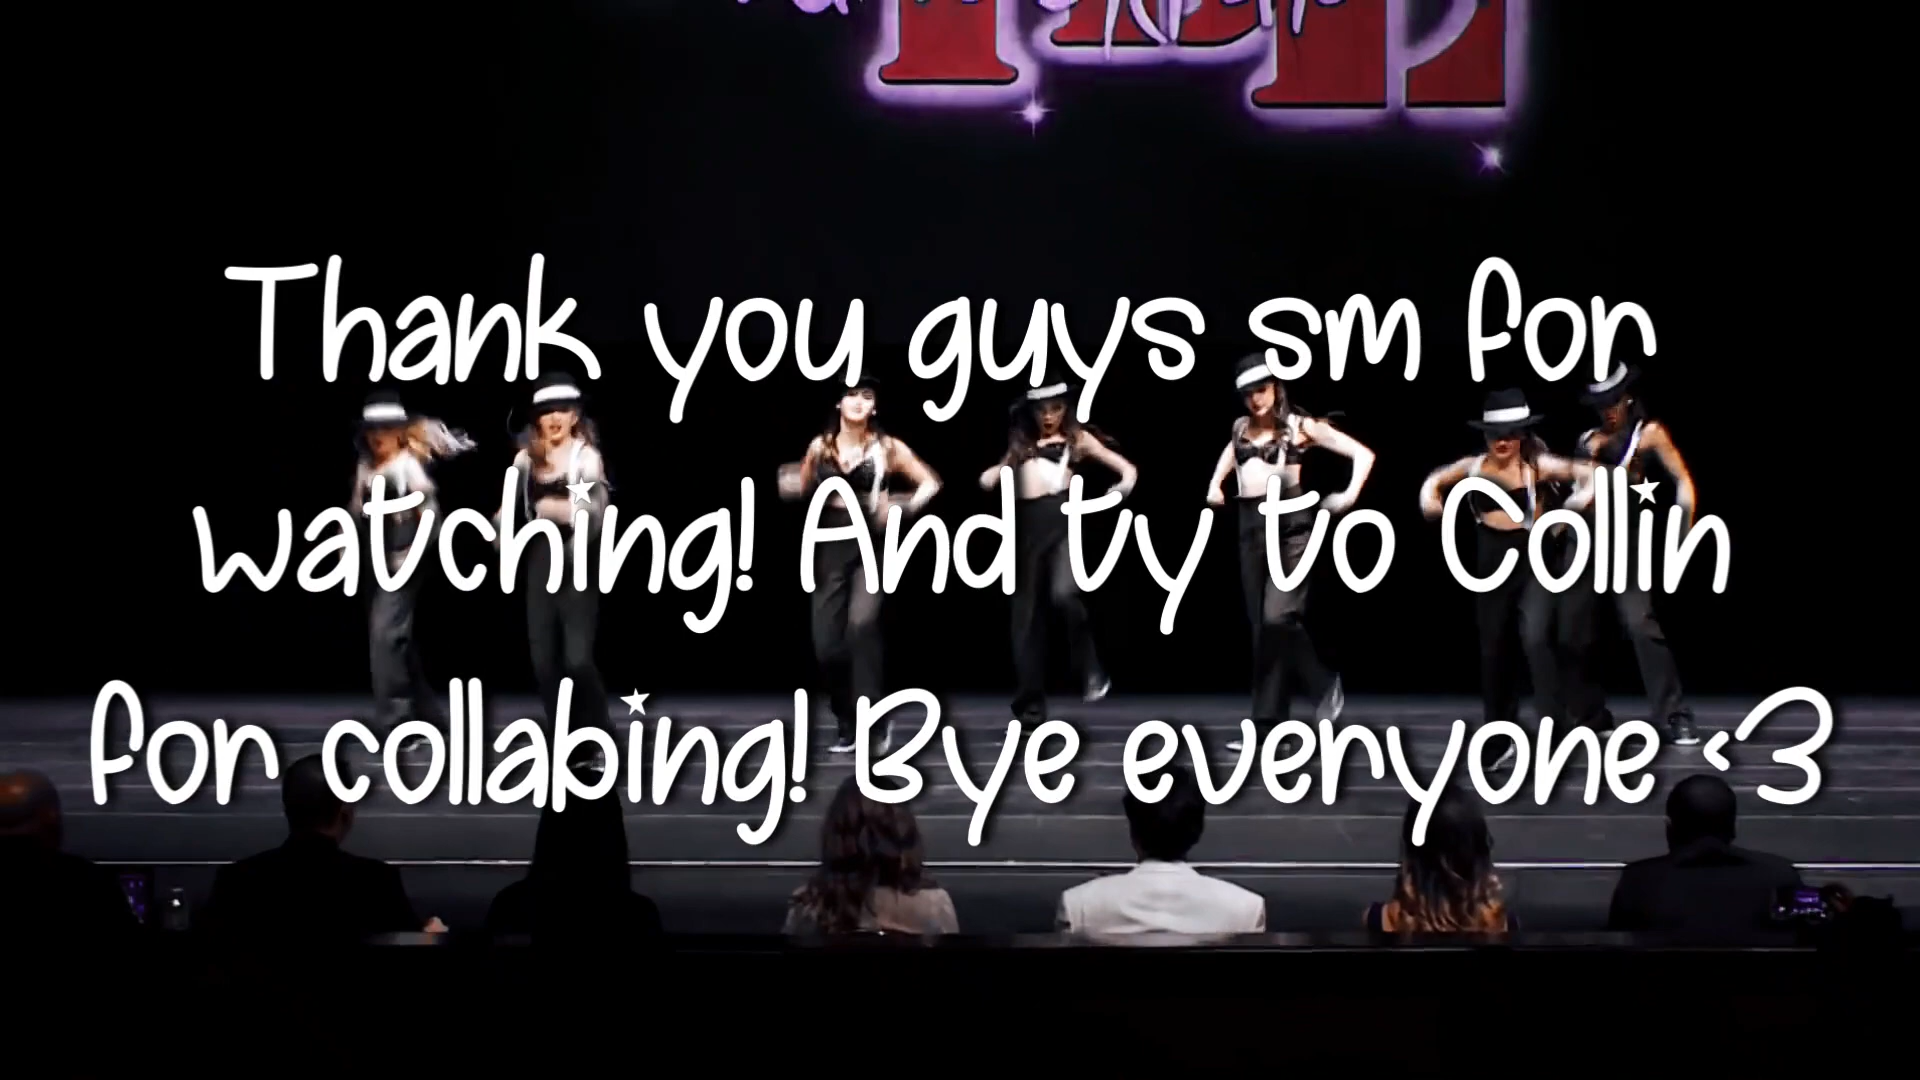 Thank you guys sm for
watching! And ty to Collin
for collabing! Bye everyone <3